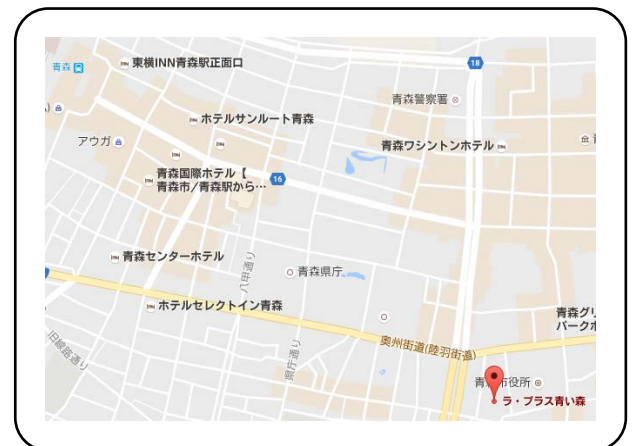 青森
東横INN青森駅正面口
18
青森警察署
ホテルサンルート青森
アウガ
青森ワシントンホテル
青森国際ホテル【
青森市/青森駅から…
16
青森センターホテル
八甲通り
青森県庁
ホテルセレクトイン青森
青森グリ
パークホ
奥州街道(陸羽街道)
旧線路通り
県庁通り
青 市役所
ラ・プラス青い森